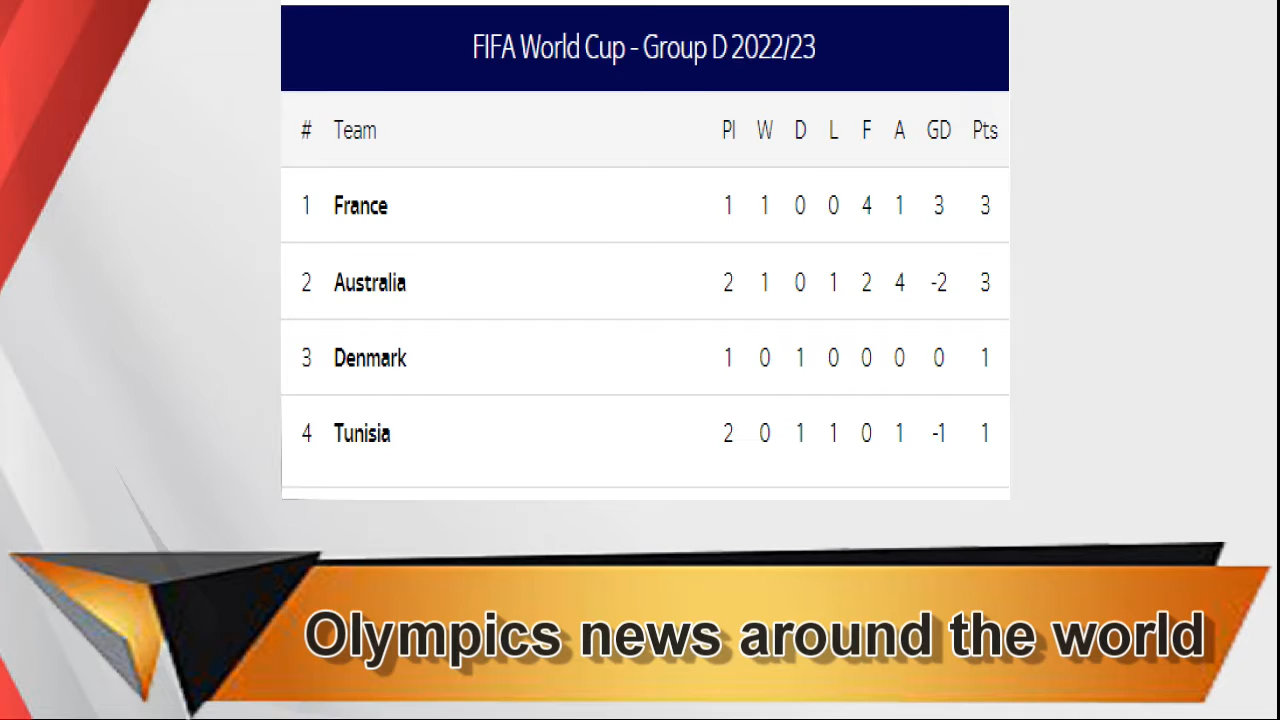 FIFA World Cup - Group D 2022/23
# Team Pl W D L F A GD Pts
1 France 1 1 0 0 4 1 3 3
2 Australia 2 1 0 1 2 4 -2 3
3 Denmark 1 0 1 0 0 0 0 1
4 Tunisia 2 0 1 1 0 1 -1 1
Olympics news around the world